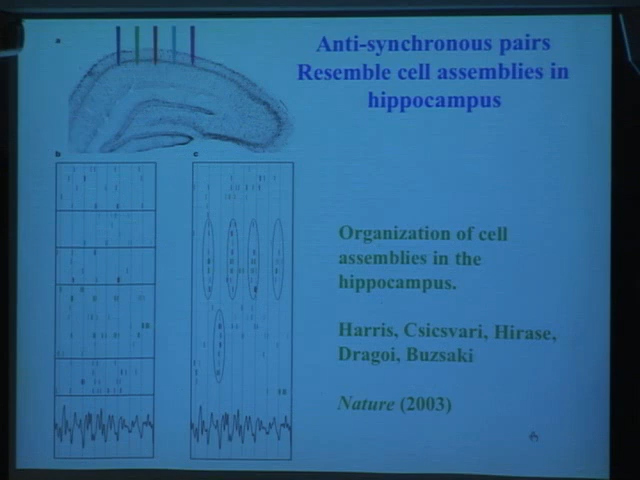 a
Anti-synchronous pairs
Resemble cell assemblies in
hippocampus
b
c
Organization of cell
assemblies in the
hippocampus.
Harris, Csicsvari, Hirase,
Dragoi, Buzsaki
Nature (2003)